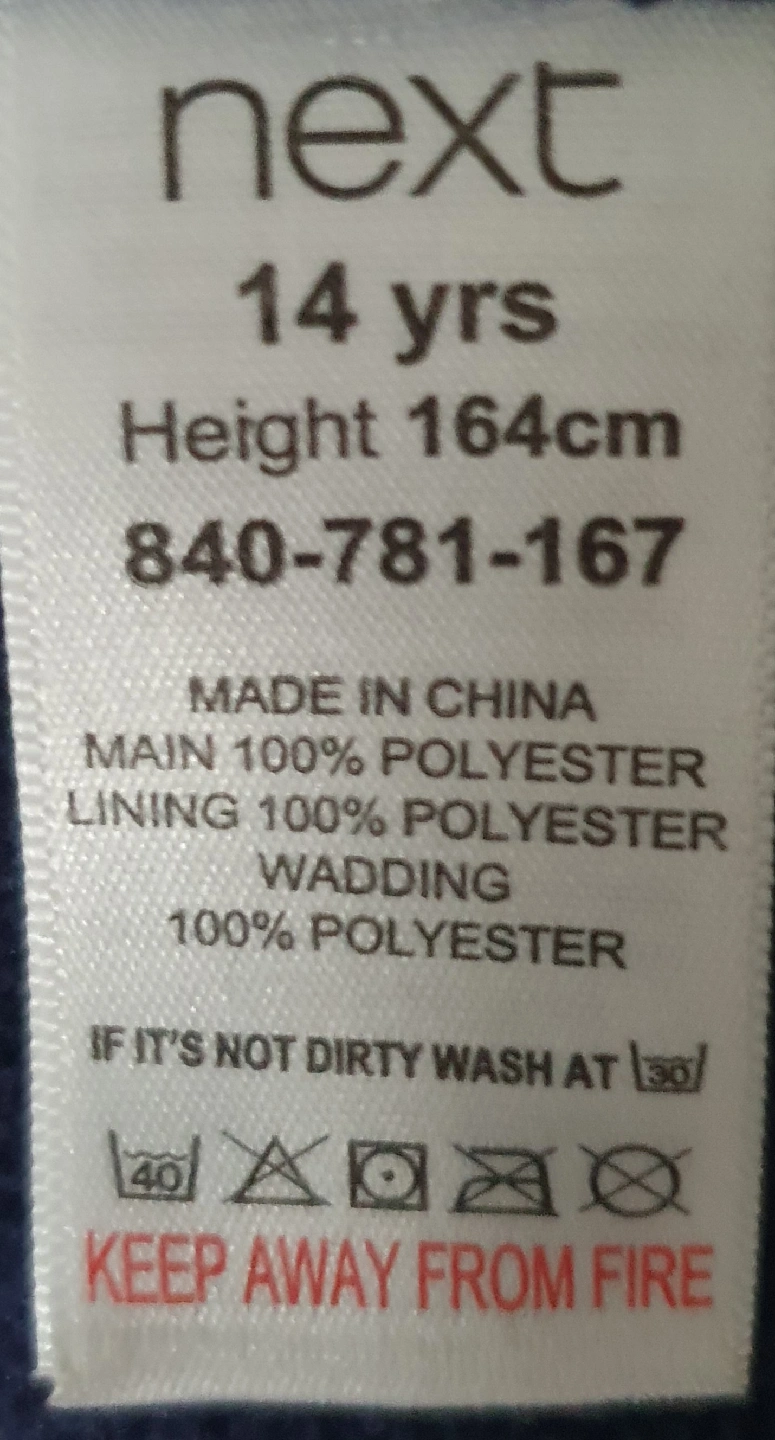 next
14 yrs
Height 164cm
840-781-167
MADE IN CHINA
MAIN 100% POLYESTER
LINING 100% POLYESTER
WADDING
100% POLYESTER
IF IT'S NOT DIRTY WASH AT 30
40
KEEP AWAY FROM FIRE